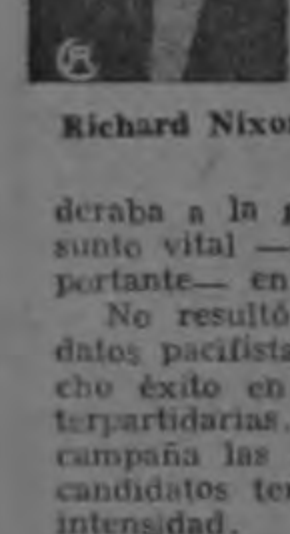 Richard Nixo
deraba a la
sunto vital —
portante— en
No resultó
datos pacifista
cho éxito en
terpartidarias.
campaña las
candidatos te
intensidad.